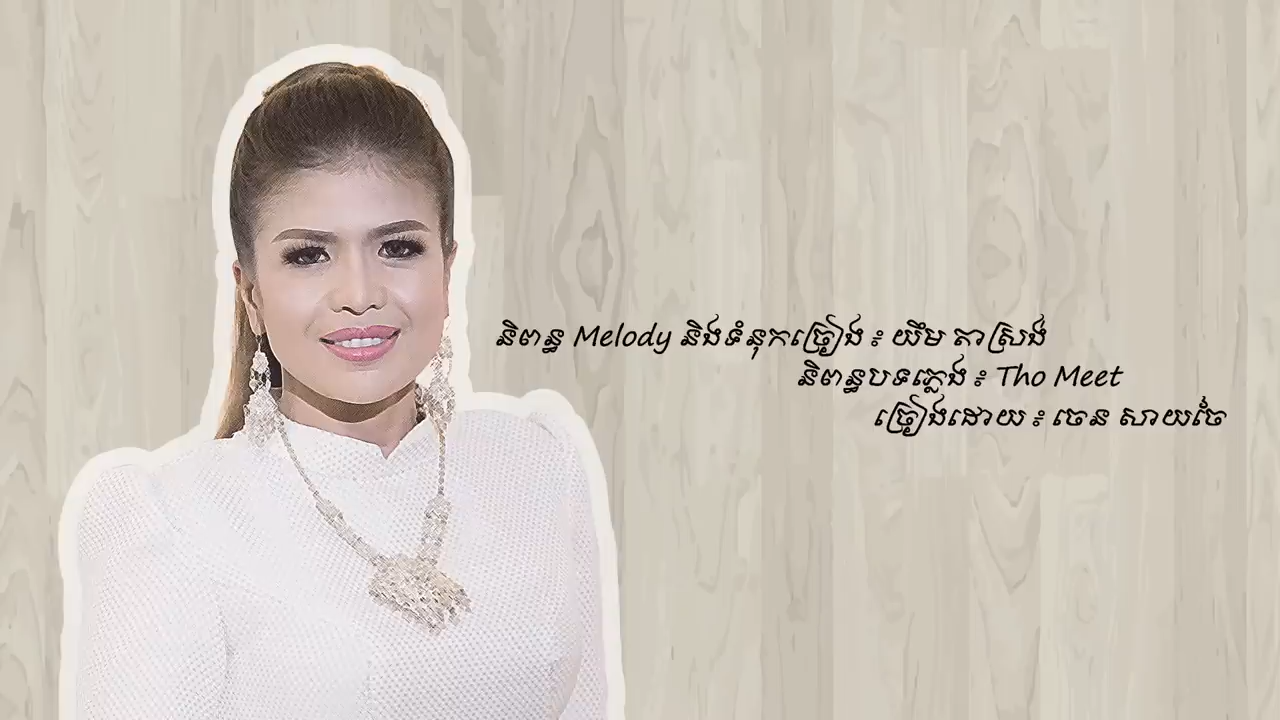 និពន្ធ Melody និងទំនុកច្រៀង ៖ យឹម តាស្រង់
និពន្ធបទភ្លេង ៖ Tho Meet
ច្រៀងដោយ ៖ ចេន សាយចៃ